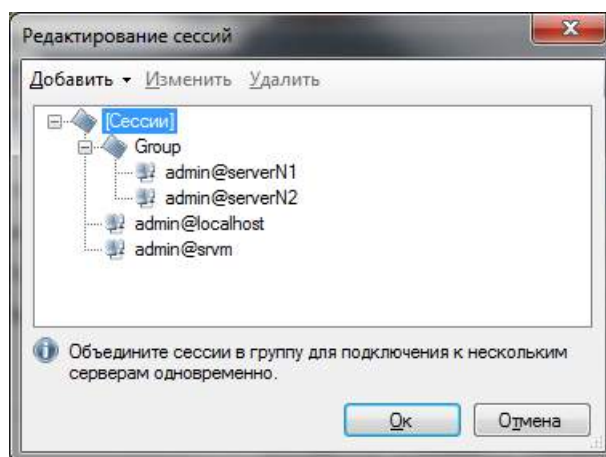 Редактирование сессий
Добавить Изменить Удалить
[Сессии]
Group
admin@serverN1
admin@serverN2
admin@localhost
admin@srvm
Объедините сессии в группу для подключения к нескольким
серверам одновременно.
Ок Отмена